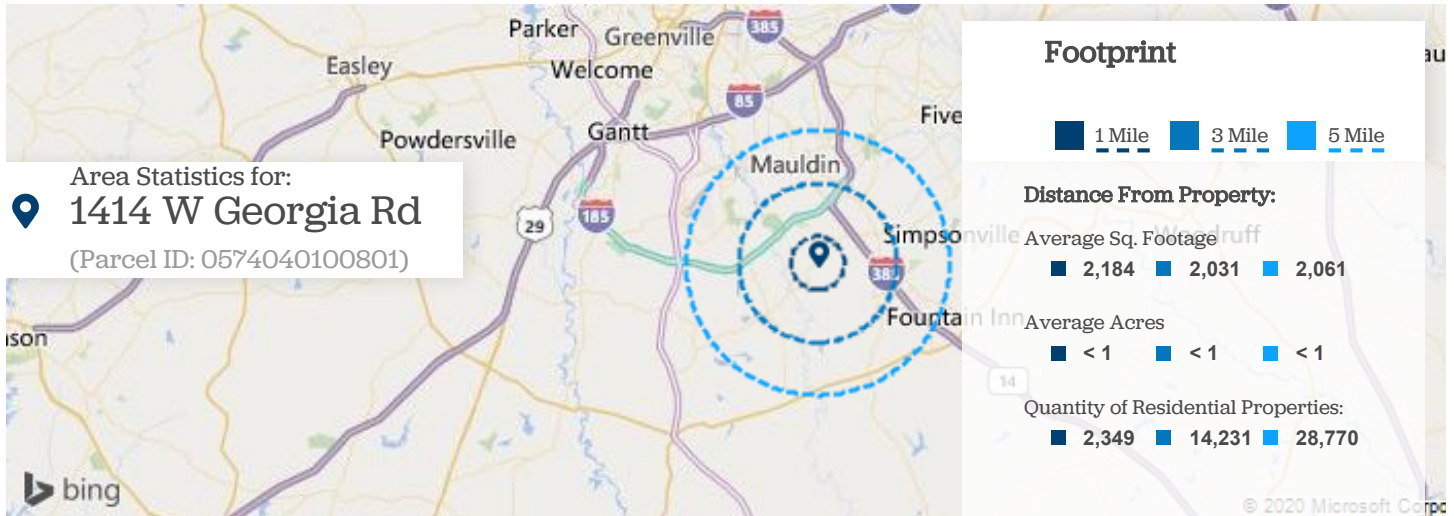 Parker
Greenville
385
Easley
Welcome
85
Powdersville
Gantt
Five
Mauldin
Area Statistics for:
1414 W Georgia Rd
(Parcel ID: 0574040100801)
29
185
Simpsonville
Woodruff
385
Fountain Inn
14
bing
Footprint
1 Mile 3 Mile 5 Mile
Distance From Property:
Average Sq. Footage
2,184 2,031 2,061
Average Acres
< 1 < 1 < 1
Quantity of Residential Properties:
2,349 14,231 28,770
© 2020 Microsoft Corpo